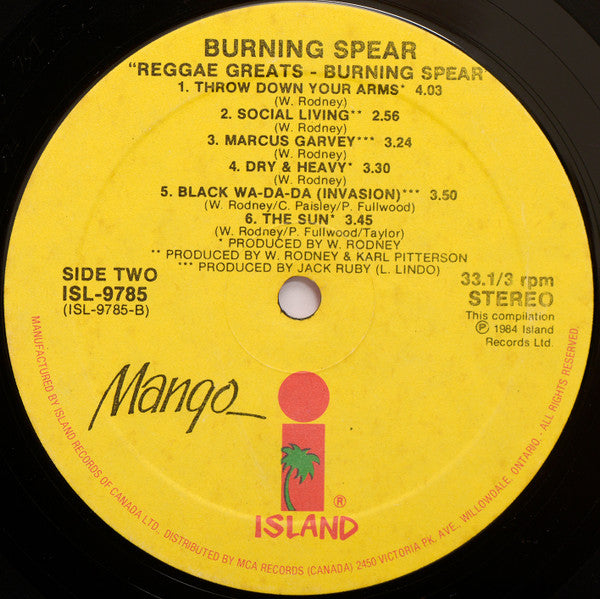 BURNING SPEAR
"REGGAE GREATS - BURNING SPEAR"
1. THROW DOWN YOUR ARMS* 4.03
(W. Rodney)
2. SOCIAL LIVING** 2.56
(W. Rodney)
3. MARCUS GARVEY*** 3.24
(W. Rodney)
4. DRY & HEAVY* 3.30
(W. Rodney)
5. BLACK WA-DA-DA (INVASION)*** 3.50
(W. Rodney/C. Paisley/P. Fullwood)
6. THE SUN* 3.45
(W. Rodney/P. Fullwood/Taylor)
* PRODUCED BY W. RODNEY
** PRODUCED BY W. RODNEY & KARL PITTERSON
*** PRODUCED BY JACK RUBY (L. LINDO)
SIDE TWO
ISL-9785
(ISL-9785-B)
33.1/3 rpm
STEREO
This compilation
℗ 1984 Island
Records Ltd.
Mango
®
ISLAND
MANUFACTURED BY ISLAND RECORDS OF CANADA LTD. DISTRIBUTED BY MCA RECORDS (CANADA) 2450 VICTORIA PK. AVE. WILLOWDALE, ONTARIO. ALL RIGHTS RESERVED.